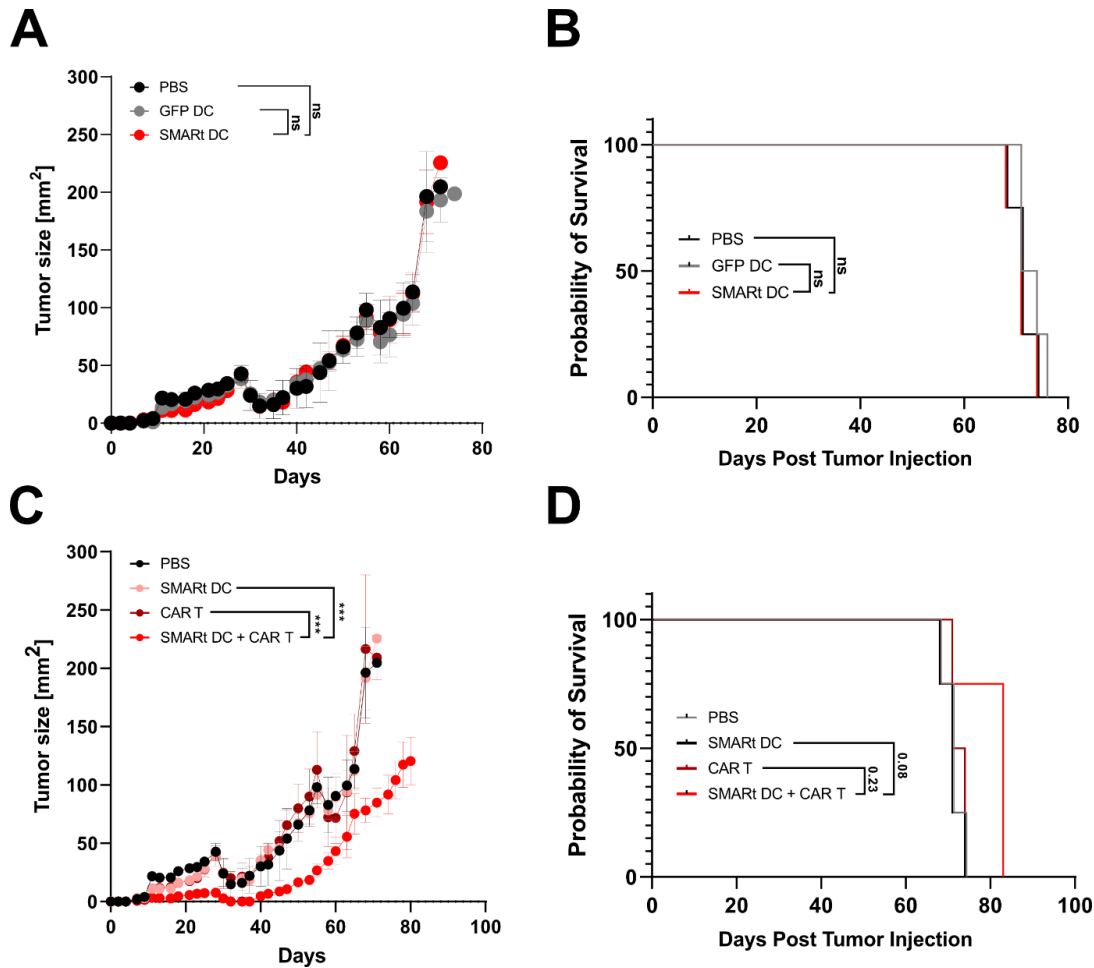 A
Tumor size [mm²]
300
250
200
150
100
50
0
PBS
GFP DC
SMARt DC
ns
ns
0
20
40
60
80
Days
B
Probability of Survival
100
50
0
PBS
GFP DC
SMARt DC
ns
ns
0
20
40
60
80
Days Post Tumor Injection
C
Tumor size [mm²]
300
250
200
150
100
50
0
PBS
SMARt DC
CAR T
SMARt DC + CAR T
***
***
0
20
40
60
80
100
Days
D
Probability of Survival
100
50
0
PBS
SMARt DC
CAR T
SMARt DC + CAR T
0.23
0.08
0
20
40
60
80
100
Days Post Tumor Injection